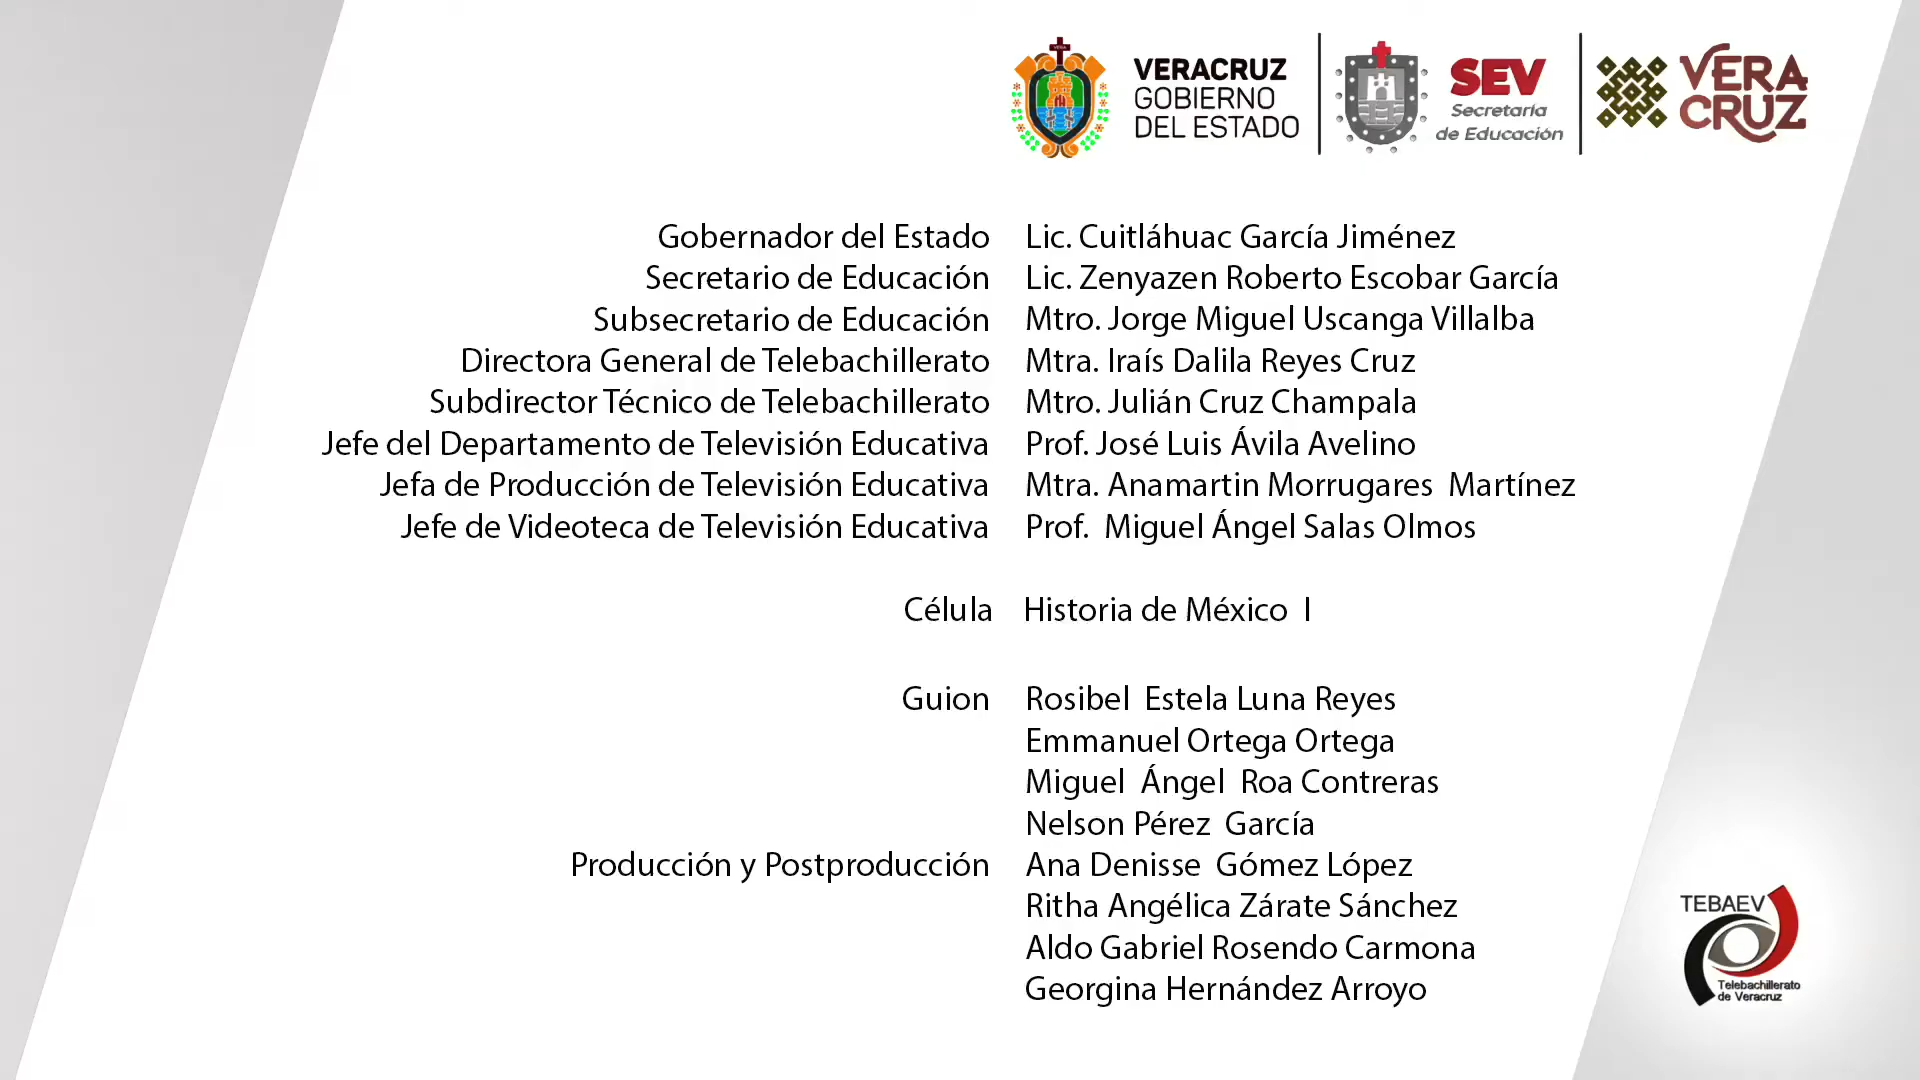 VERACRUZ
GOBIERNO
DEL ESTADO
SEV
Secretaría
de Educación
VERA
CRUZ
Gobernador del Estado Lic. Cuitláhuac García Jiménez
Secretario de Educación Lic. Zenyazen Roberto Escobar García
Subsecretario de Educación Mtro. Jorge Miguel Uscanga Villalba
Directora General de Telebachillerato Mtra. Iraís Dalila Reyes Cruz
Subdirector Técnico de Telebachillerato Mtro. Julián Cruz Champala
Jefe del Departamento de Televisión Educativa Prof. José Luis Ávila Avelino
Jefa de Producción de Televisión Educativa Mtra. Anamartin Morrugares Martínez
Jefe de Videoteca de Televisión Educativa Prof. Miguel Ángel Salas Olmos
Célula Historia de México I
Guion Rosibel Estela Luna Reyes
Emmanuel Ortega Ortega
Miguel Ángel Roa Contreras
Nelson Pérez García
Producción y Postproducción Ana Denisse Gómez López
Ritha Angélica Zárate Sánchez
Aldo Gabriel Rosendo Carmona
Georgina Hernández Arroyo
TEBAEV
Telebachillerato
de Veracruz